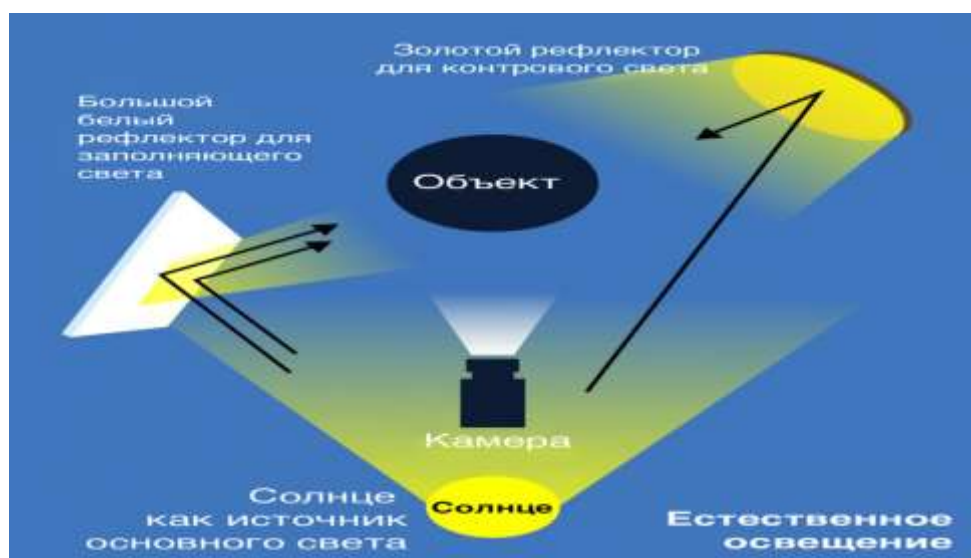 Золотой рефлектор
для контрового света
Большой
белый
рефлектор для
заполняющего
света
Объект
Камера
Солнце
как источник
основного света
Солнце
Естественное
освещение